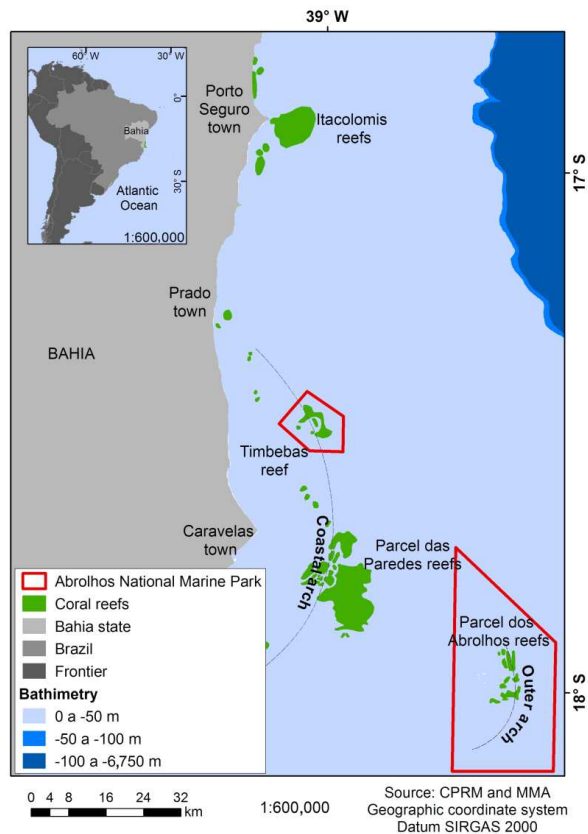 39° W
60° W
30° W
0°
Bahia
30° S
Atlantic
Ocean
1:600,000
Porto
Seguro
town
Itacolomis
reefs
17° S
Prado
town
BAHIA
Timbebas
reef
Caravelas
town
Coastal arch
Parcel das
Paredes reefs
Parcel dos
Abrolhos reefs
Outer arch
18° S
Abrolhos National Marine Park
Coral reefs
Bahia state
Brazil
Frontier
Bathimetry
0 a -50 m
-50 a -100 m
-100 a -6,750 m
0 4 8 16 24 32
km
1:600,000
Source: CPRM and MMA
Geographic coordinate system
Datum SIRGAS 2000